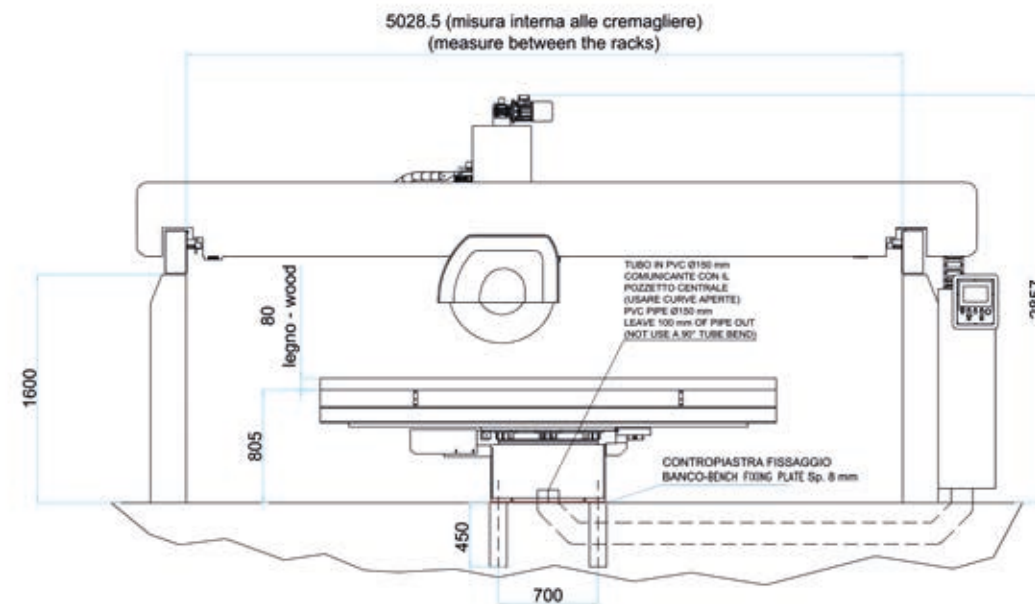 5028.5 (misura interna alle cremagliere)
(measure between the racks)
TUBO IN PVC Ø150 mm
COMUNICANTE CON IL
POZZETTO CENTRALE
(USARE CURVE APERTE)
PVC PIPE Ø150 mm
LEAVE 100 mm OF PIPE OUT
(NOT USE A 90° TUBE BEND)
80
legno - wood
1600
805
CONTROPIASTRA FISSAGGIO
BANCO-BENCH FIXING PLATE Sp. 8 mm
450
700